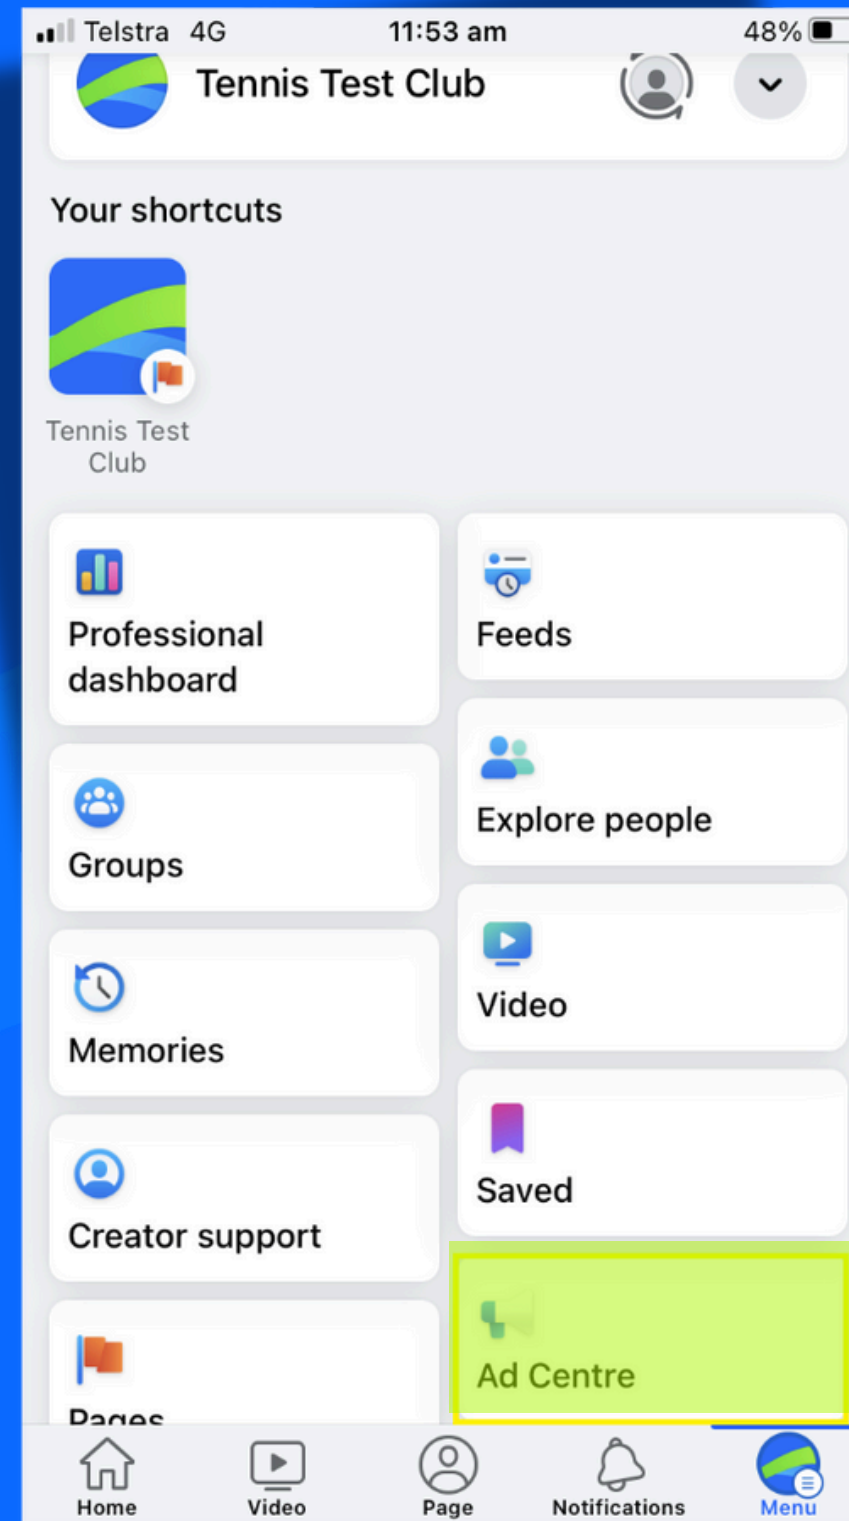 Telstra 4G 11:53 am 48%
Tennis Test Club
Your shortcuts
Tennis Test
Club
Professional
dashboard
Feeds
Groups
Explore people
Memories
Video
Creator support
Saved
Pages
Ad Centre
Home Video Page Notifications Menu